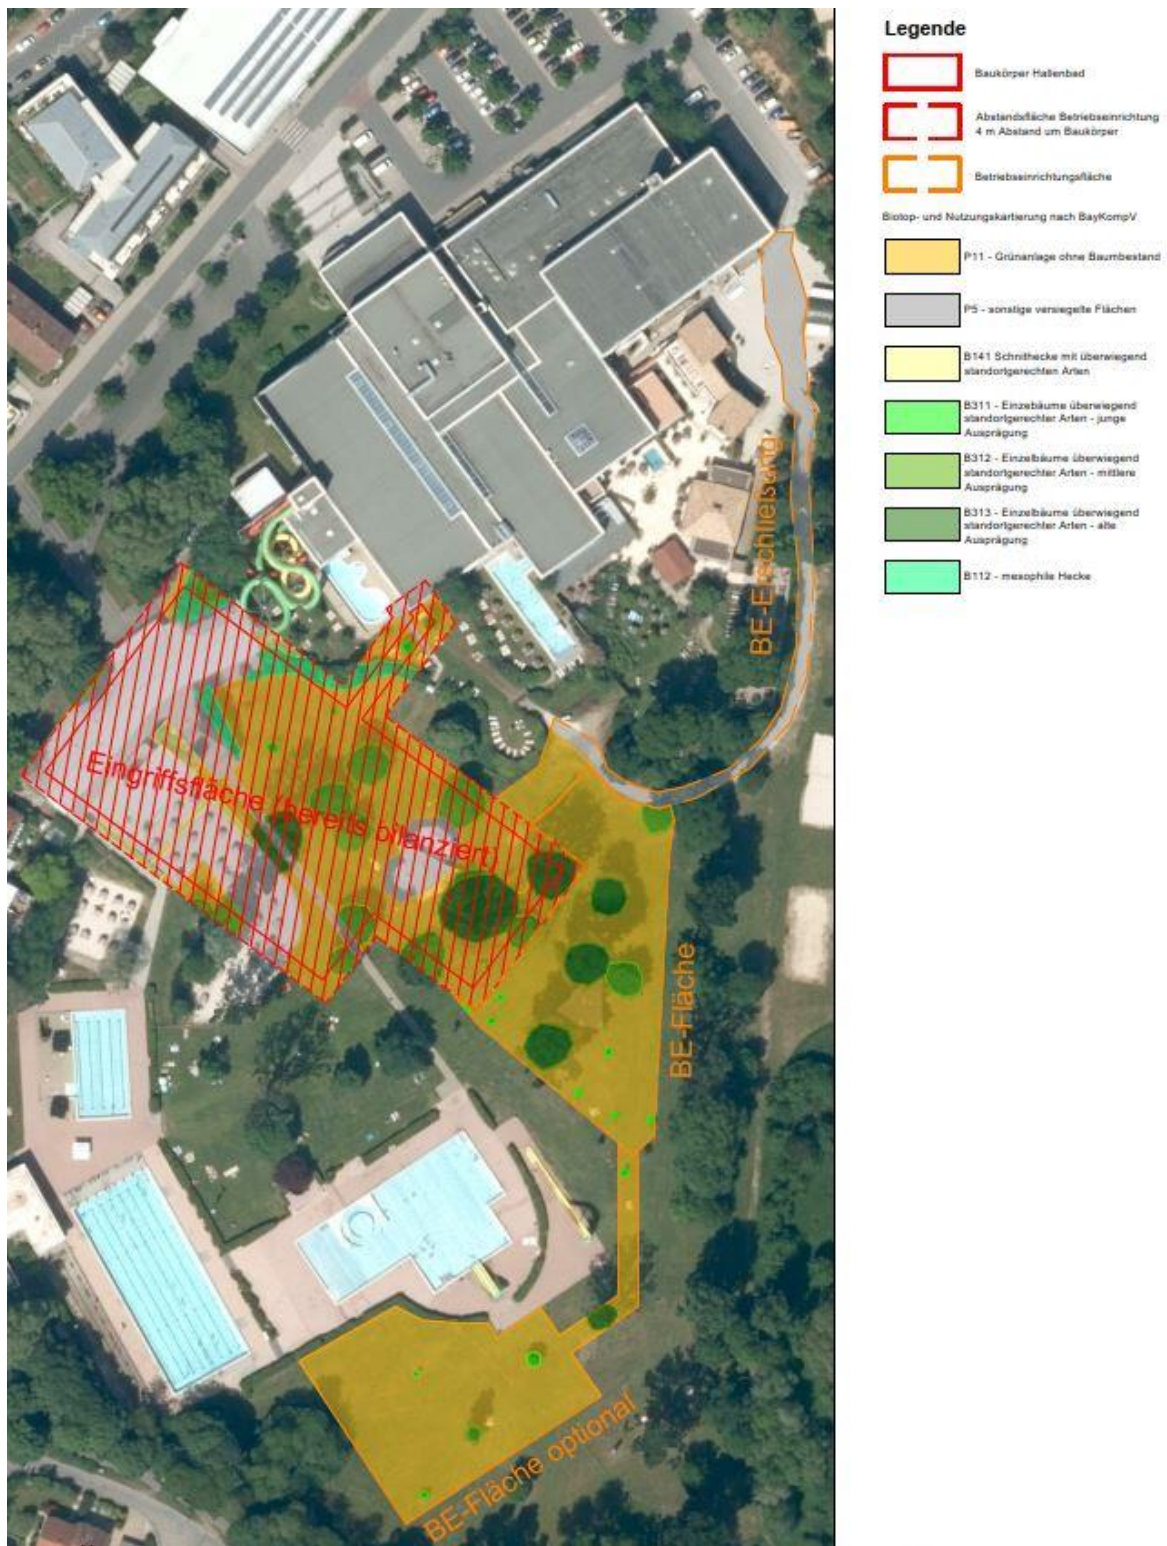 Legende
Baukörper Hallenbad
Abstandsfläche Betriebseinrichtung
4 m Abstand um Baukörper
Betriebseinrichtungsfläche
Biotop- und Nutzungskartierung nach BayKompV
P11 - Grünanlage ohne Baumbestand
P5 - sonstige versiegelte Flächen
B141 Schnithecke mit überwiegend
standortgerechten Arten
B311 - Einzebäume überwiegend
standortgerechter Arten - junge
Ausprägung
B312 - Einzelbäume überwiegend
standortgerechter Arten - mittlere
Ausprägung
B313 - Einzelbäume überwiegend
standortgerechter Arten - alte
Ausprägung
B112 - mesophile Hecke
BE-Erschließung
Eingriffsfläche (bereits bilanziert)
BE-Fläche
BE-Fläche optional